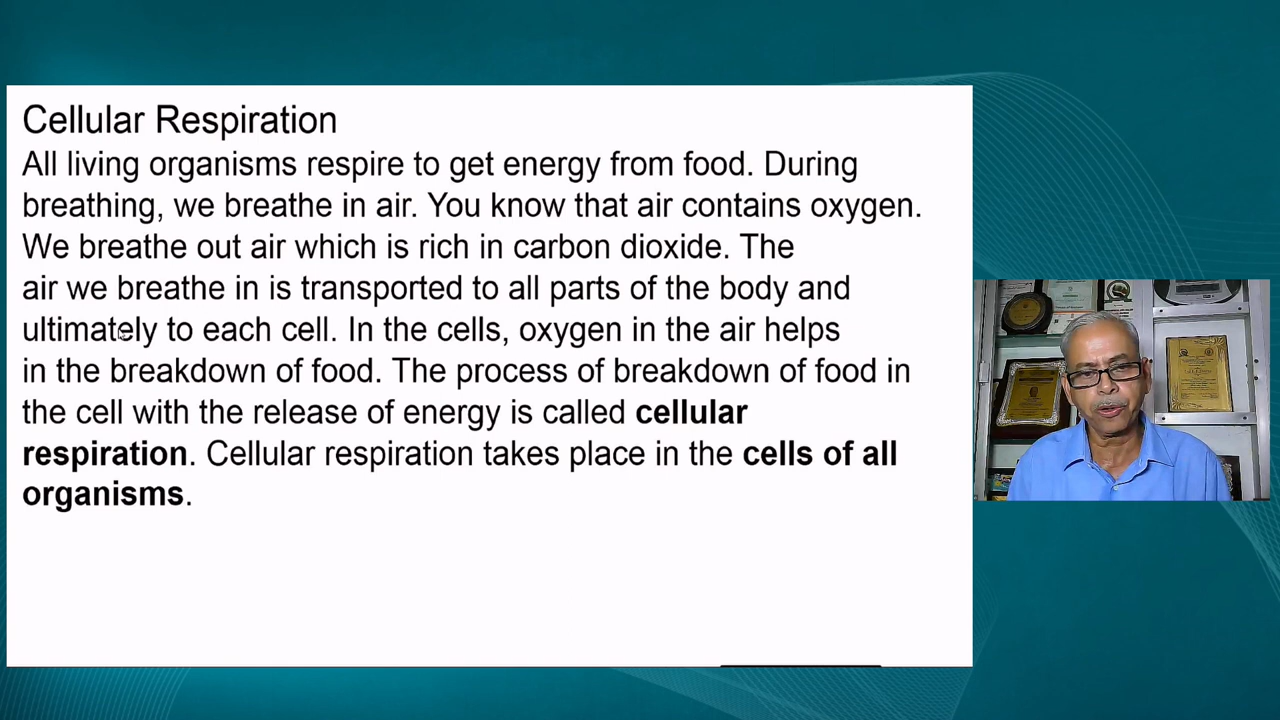 Cellular Respiration
All living organisms respire to get energy from food. During
breathing, we breathe in air. You know that air contains oxygen.
We breathe out air which is rich in carbon dioxide. The
air we breathe in is transported to all parts of the body and
ultimately to each cell. In the cells, oxygen in the air helps
in the breakdown of food. The process of breakdown of food in
the cell with the release of energy is called cellular
respiration. Cellular respiration takes place in the cells of all
organisms.